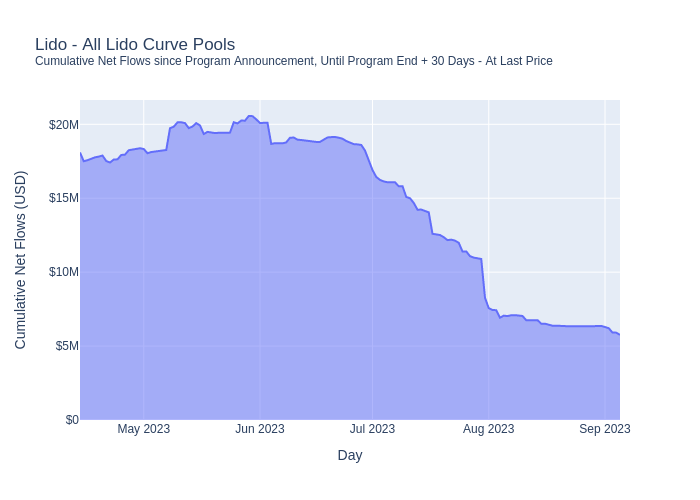 Lido - All Lido Curve Pools
Cumulative Net Flows since Program Announcement, Until Program End + 30 Days - At Last Price
Cumulative Net Flows (USD)
$20M
$15M
$10M
$5M
$0
May 2023
Jun 2023
Jul 2023
Aug 2023
Sep 2023
Day